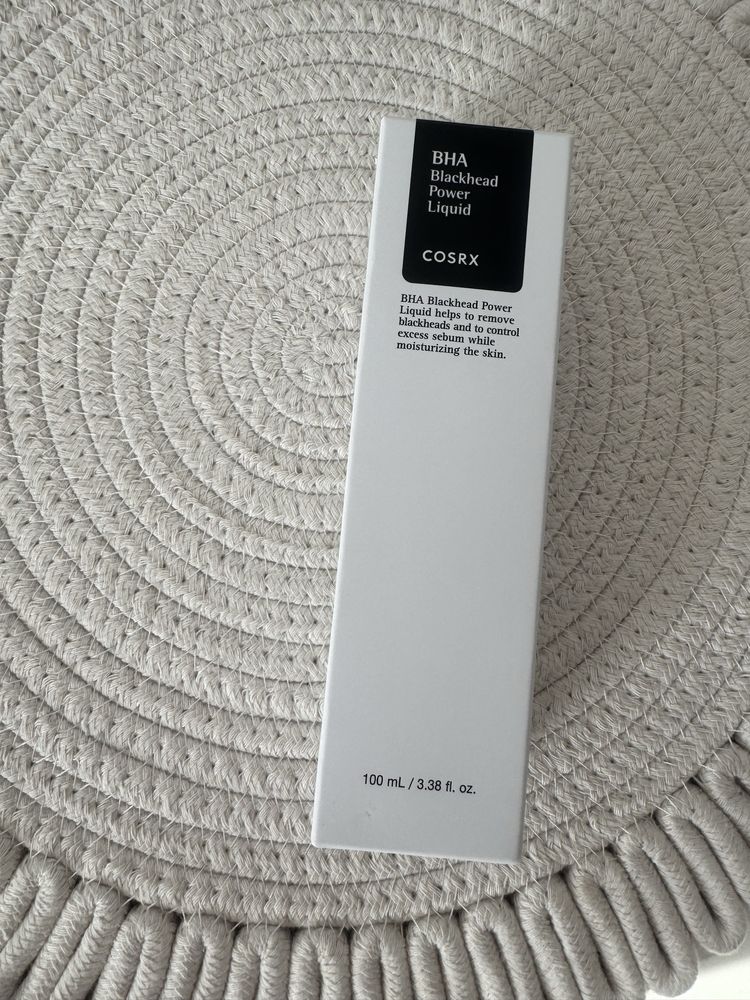 BHA
Blackhead
Power
Liquid
COSRX
BHA Blackhead Power
Liquid helps to remove
blackheads and to control
excess sebum while
moisturizing the skin.
100 mL / 3.38 fl. oz.